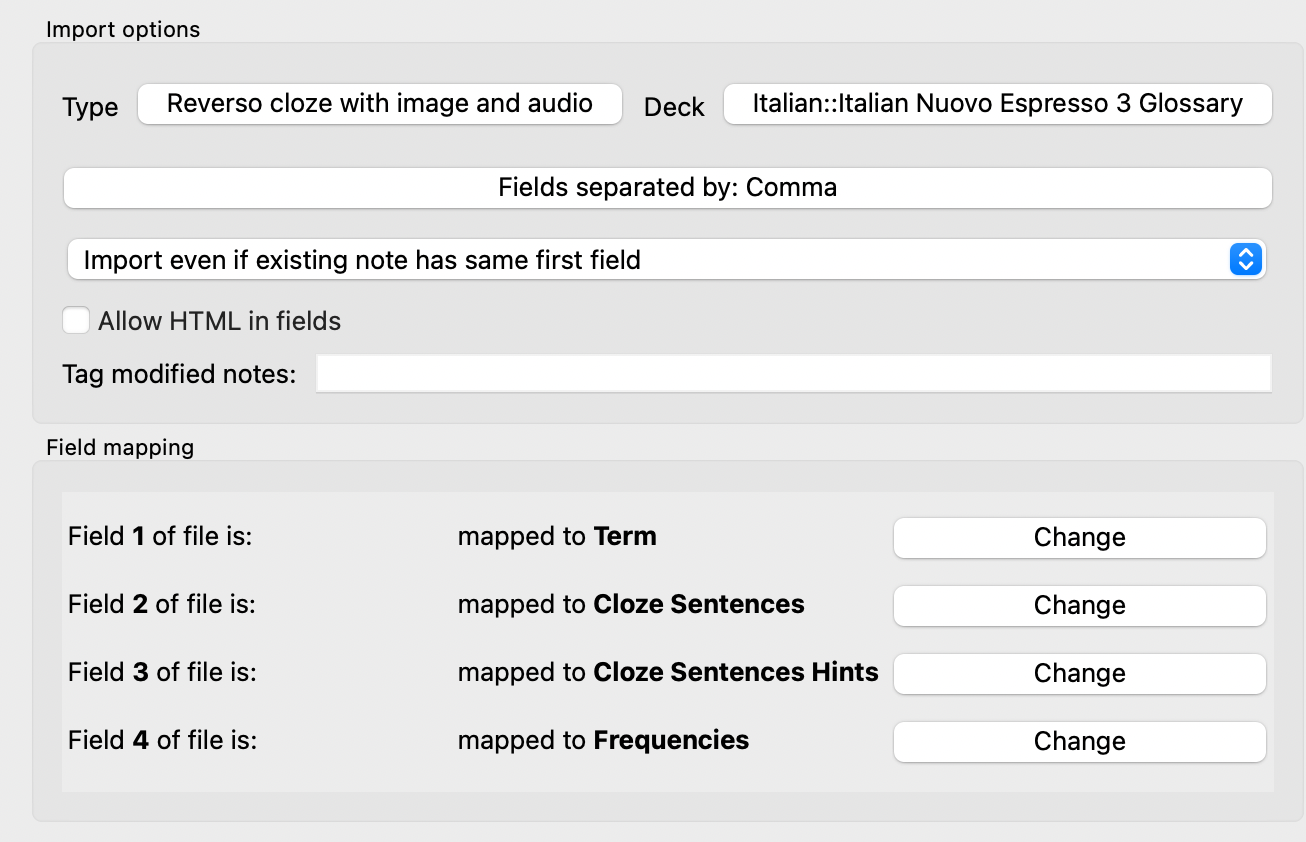 Import options
Type Reverso cloze with image and audio Deck Italian::Italian Nuovo Espresso 3 Glossary
Fields separated by: Comma
Import even if existing note has same first field
Allow HTML in fields
Tag modified notes:
Field mapping
Field 1 of file is: mapped to Term Change
Field 2 of file is: mapped to Cloze Sentences Change
Field 3 of file is: mapped to Cloze Sentences Hints Change
Field 4 of file is: mapped to Frequencies Change